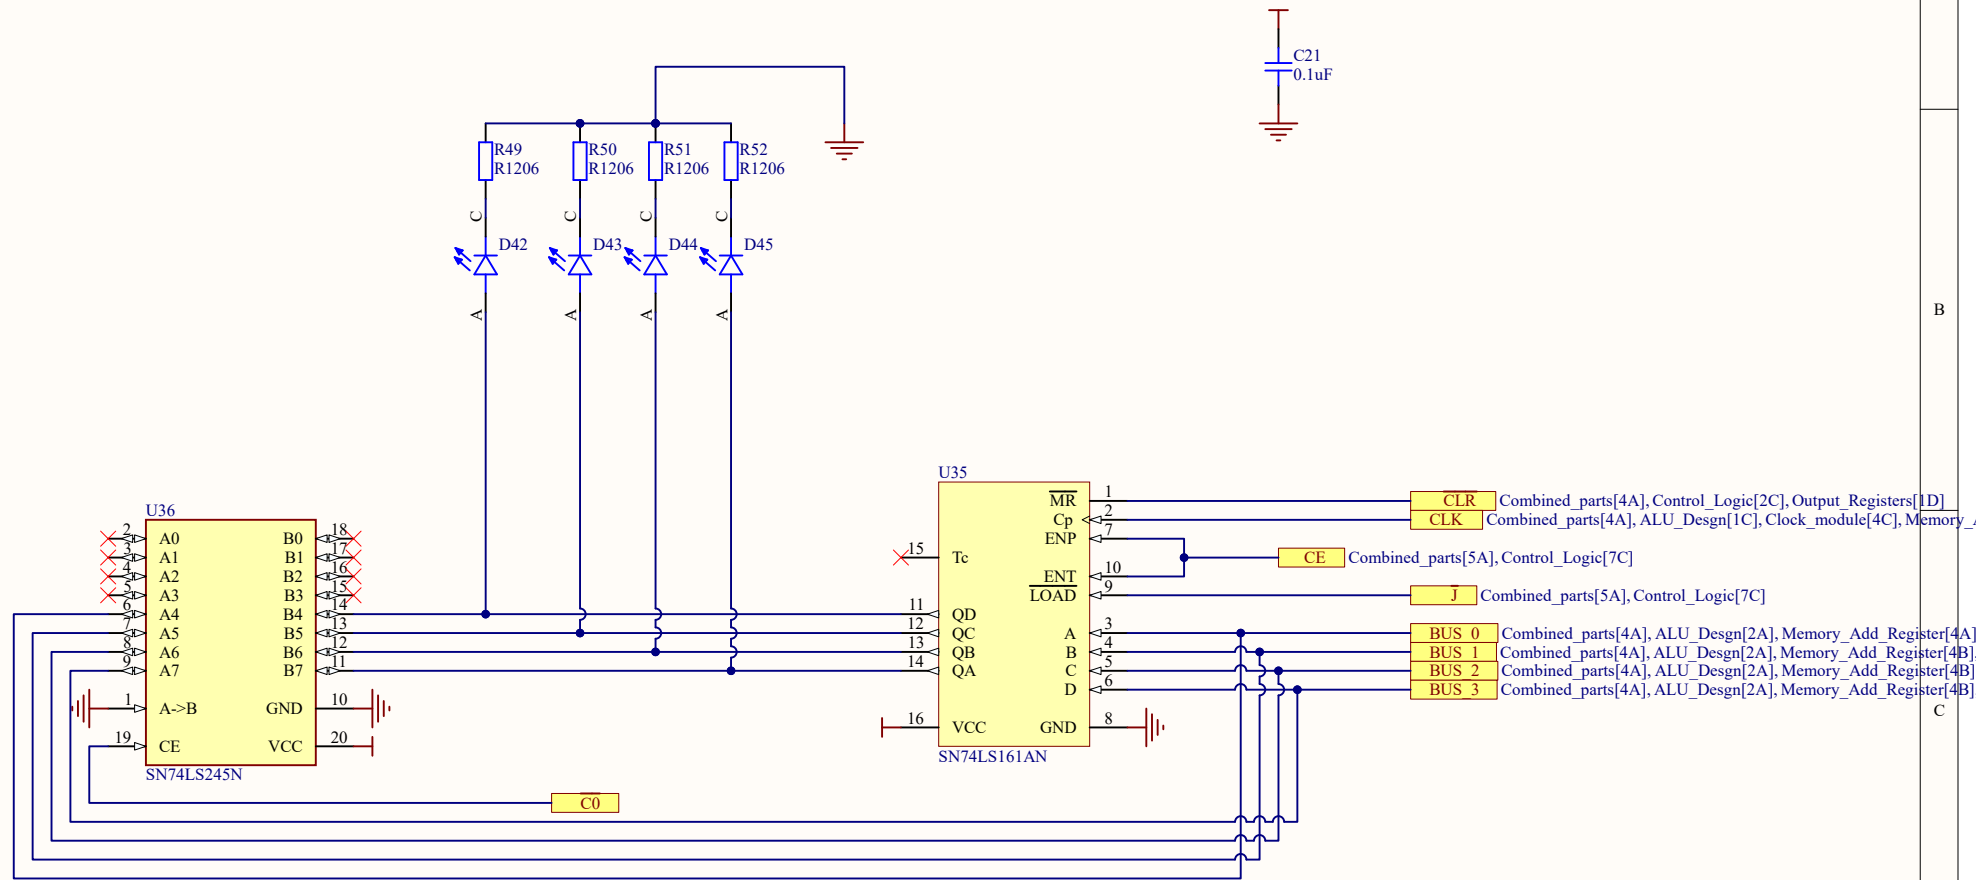 C21
0.1uF
R49
R1206
R50
R1206
R51
R1206
R52
R1206
C
C
C
C
D42
D43
D44
D45
A
A
A
A
B
U35
MR
1
CLR
Combined_parts[4A], Control_Logic[2C], Output_Registers[1D]
Cp
2
CLK
Combined_parts[4A], ALU_Desgn[1C], Clock_module[4C], Memory_
ENP
7
15
Tc
CE
Combined_parts[5A], Control_Logic[7C]
ENT
10
LOAD
9
J
Combined_parts[5A], Control_Logic[7C]
11
QD
12
QC
A
3
BUS_0
Combined_parts[4A], ALU_Desgn[2A], Memory_Add_Register[4A]
13
QB
B
4
BUS_1
Combined_parts[4A], ALU_Desgn[2A], Memory_Add_Register[4B]
14
QA
C
5
BUS_2
Combined_parts[4A], ALU_Desgn[2A], Memory_Add_Register[4B]
D
6
BUS_3
Combined_parts[4A], ALU_Desgn[2A], Memory_Add_Register[4B]
C
16
VCC
GND
8
SN74LS161AN
U36
2
A0
B0
18
3
A1
B1
17
4
A2
B2
16
5
A3
B3
15
6
A4
B4
14
7
A5
B5
13
8
A6
B6
12
9
A7
B7
11
1
A->B
GND
10
19
CE
VCC
20
SN74LS245N
C0